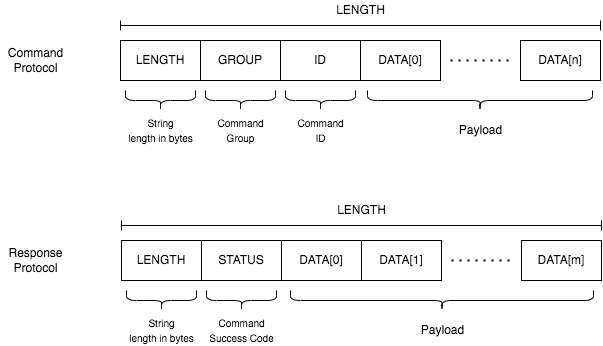 LENGTH
Command
Protocol
LENGTH GROUP ID DATA[0] DATA[n]
String
length in bytes
Command
Group
Command
ID
Payload
LENGTH
Response
Protocol
LENGTH STATUS DATA[0] DATA[1] DATA[m]
String
length in bytes
Command
Success Code
Payload